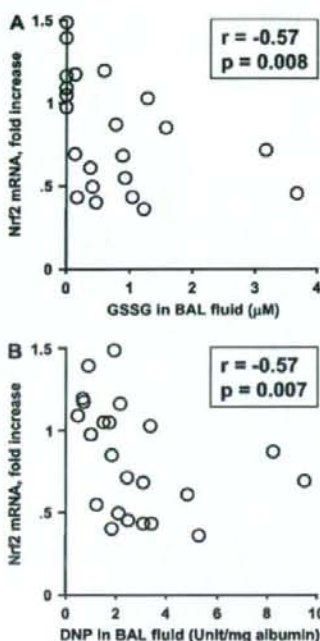 A
1.5
r = -0.57
p = 0.008
Nrf2 mRNA, fold increase
1
.5
0
0 1 2 3 4
GSSG in BAL fluid (μM)
B
1.5
r = -0.57
p = 0.007
Nrf2 mRNA, fold increase
1
.5
0
0 2 4 6 8 10
DNP in BAL fluid (Unit/mg albumin)